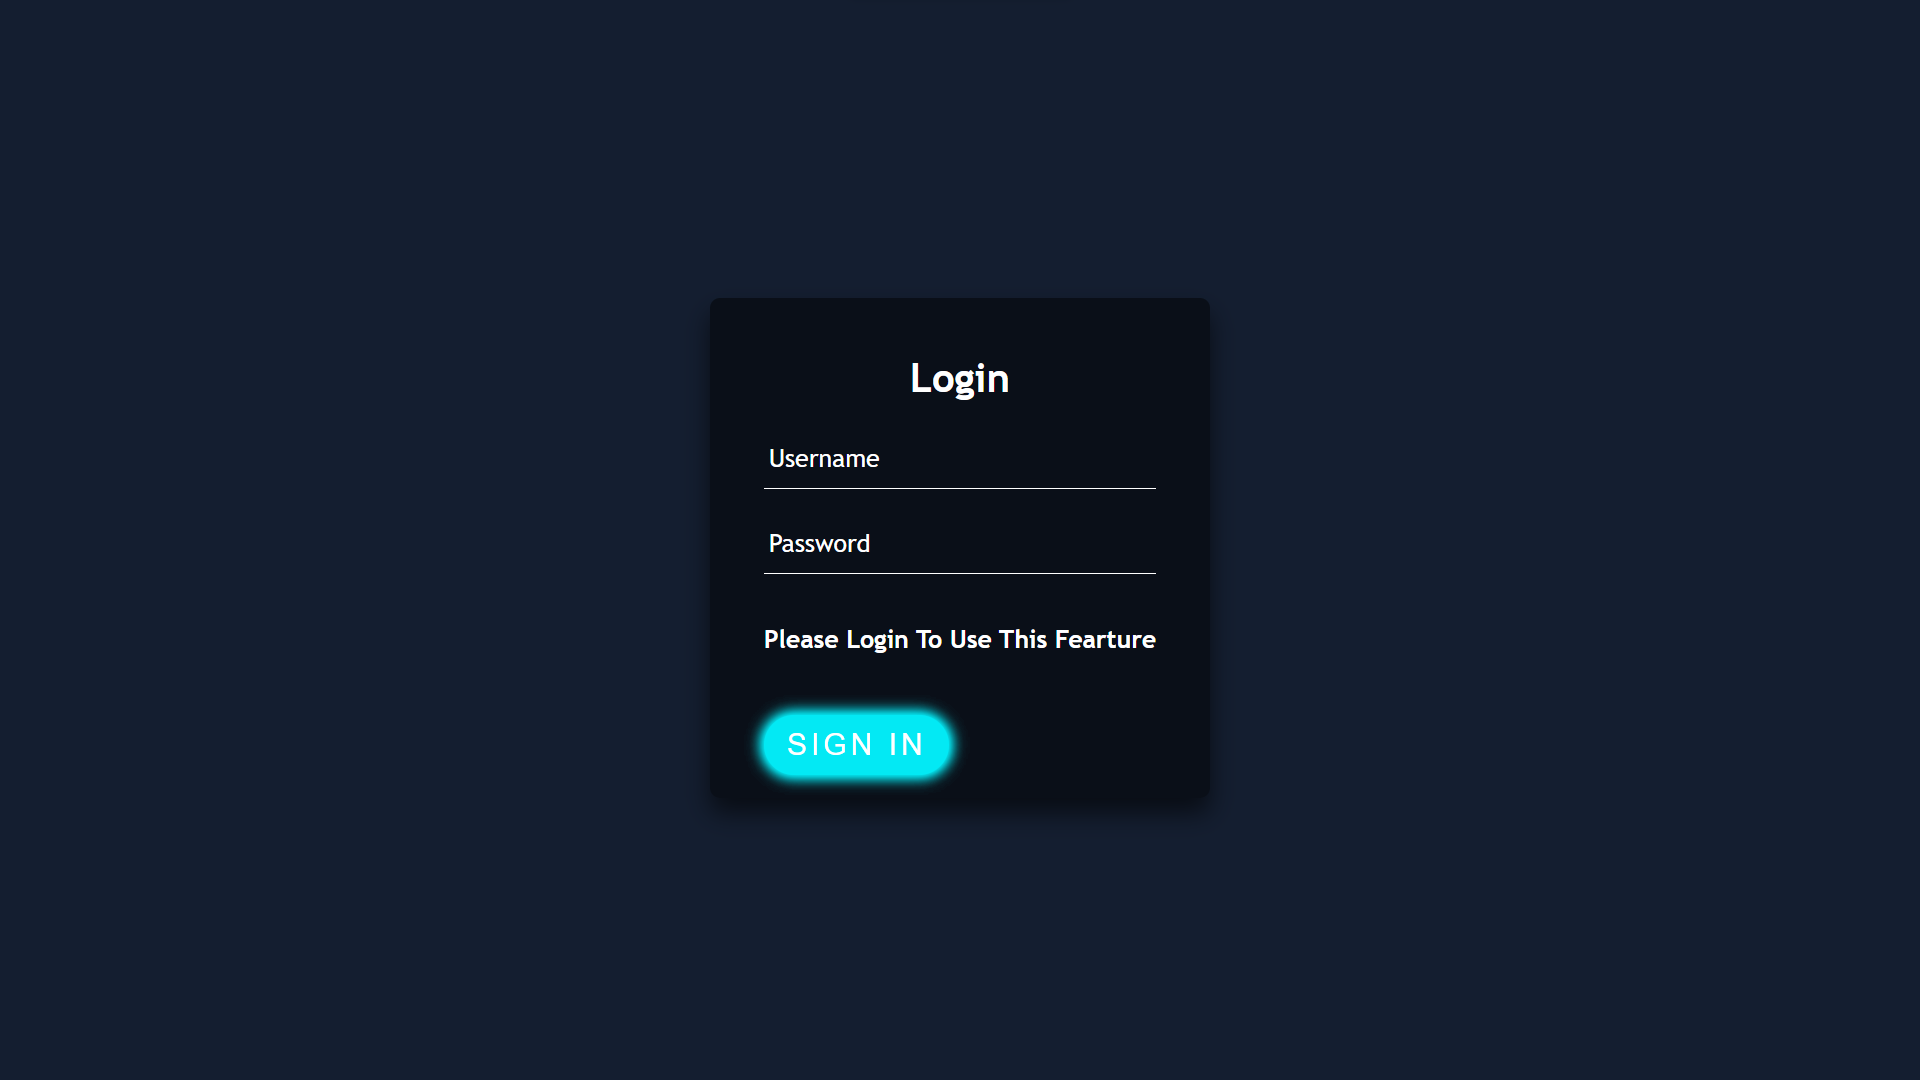 Login
Username
Password
Please Login To Use This Fearture
SIGN IN